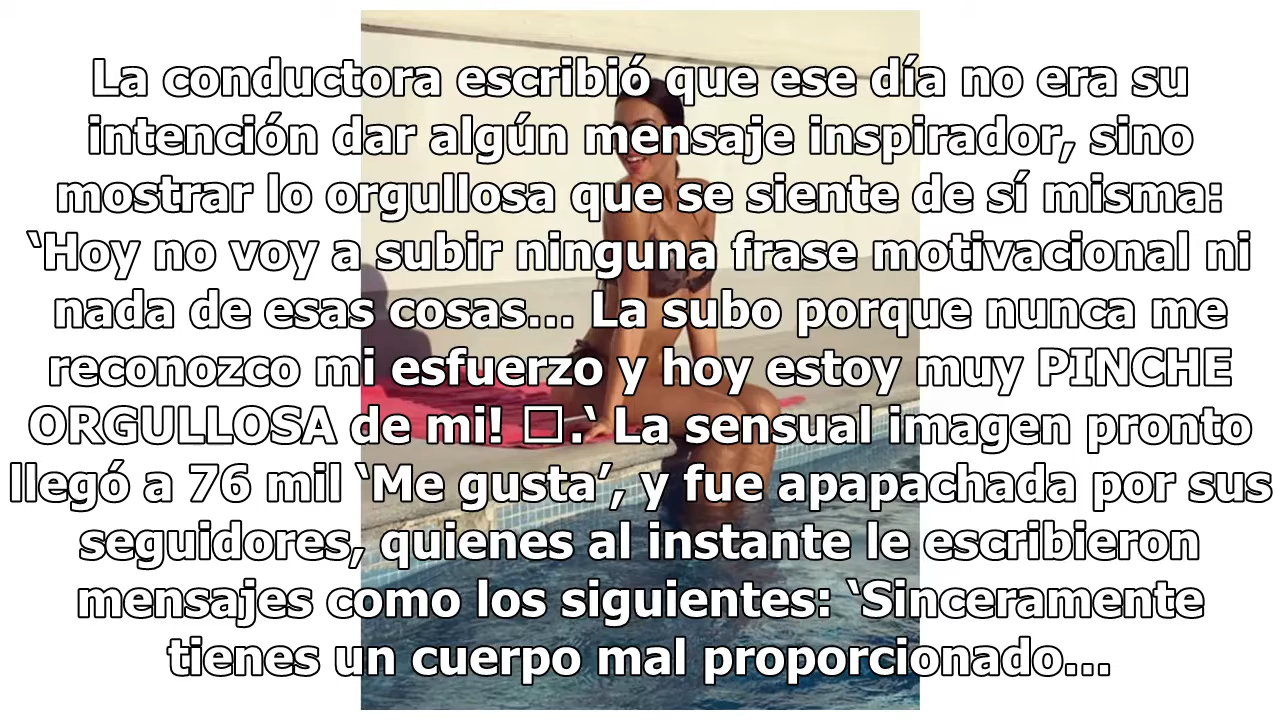 La conductora escribió que ese día no era su
intención dar algún mensaje inspirador, sino
mostrar lo orgullosa que se siente de sí misma:
‘Hoy no voy a subir ninguna frase motivacional ni
nada de esas cosas... La subo porque nunca me
reconozco mi esfuerzo y hoy estoy muy PINCHE
ORGULLOSA de mi! □.‘ La sensual imagen pronto
llegó a 76 mil ‘Me gusta’, y fue apapachada por sus
seguidores, quienes al instante le escribieron
mensajes como los siguientes: ‘Sinceramente
tienes un cuerpo mal proporcionado...